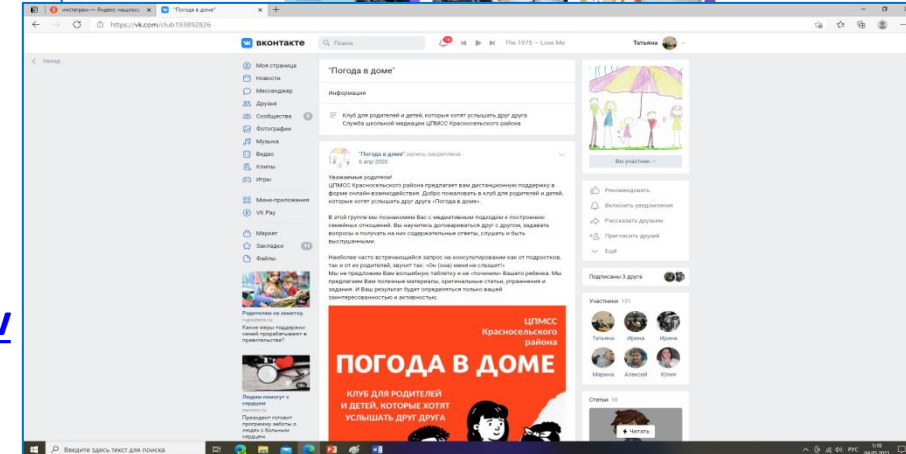 инстаграм — Яндекс: нашлось
"Погода в доме"
https://vk.com/club193892826
вконтакте
Поиск
The 1975 – Love Me
Татьяна
Назад
Моя страница
Новости
Мессенджер
Друзья
Сообщества
Фотографии
Музыка
Видео
Клипы
Игры
Мини-приложения
VK Pay
Маркет
Закладки 11
Файлы
Родителям на заметку.
Какие меры поддержки
семей прорабатывают в
правительстве?
Людям помогут с
сердцем
Президент готовит
программу заботы о
людях с больным
сердцем
"Погода в доме"
Информация
Клуб для родителей и детей, которые хотят услышать друг друга
Служба школьной медиации ЦПМСС Красносельского района
"Погода в доме" запись закреплена
6 апр 2020
Уважаемые родители!
ЦПМСС Красносельского района предлагает вам дистанционную поддержку в
форме онлайн-взаимодействия. Добро пожаловать в клуб для родителей и детей,
которые хотят услышать друг друга «Погода в доме».
В этой группе мы познакомим Вас с медиативным подходом к построению
семейных отношений. Вы научитесь договариваться друг с другом, задавать
вопросы и получать на них содержательные ответы, слушать и быть
выслушанными.
Наиболее часто встречающийся запрос на консультирование как от подростков,
так и от их родителей, звучит так: «Он (она) меня не слышит!»
Мы не предложим Вам волшебную таблетку и не «починим» Вашего ребенка. Мы
предлагаем Вам полезные материалы, оригинальные статьи, упражнения и
задания. И Ваш результат будет определяться только вашей
заинтересованностью и активностью.
ЦПМСС
Красносельского
района
ПОГОДА В ДОМЕ
КЛУБ ДЛЯ РОДИТЕЛЕЙ
И ДЕТЕЙ, КОТОРЫЕ ХОТЯТ
УСЛЫШАТЬ ДРУГ ДРУГА
Вы участник
Рекомендовать
Включить уведомления
Рассказать друзьям
Пригласить друзей
Ещё
Подписаны 3 друга
Участники 131
Татьяна Ирина Ирина
Марина Алексей Юлия
Статьи 16
Читать
v
Введите здесь текст для поиска
РУС
1:10
04.05.2021